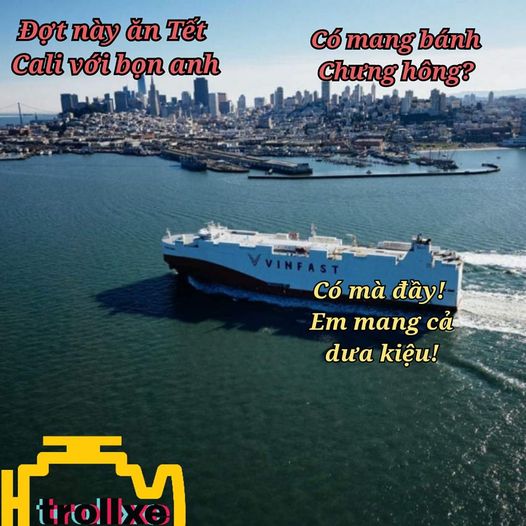 Đợt này ăn Tết
Cali với bọn anh
Có mang bánh
Chưng hông?
VINFAST
Có mà đầy!
Em mang cả
dưa kiệu!
trollxe